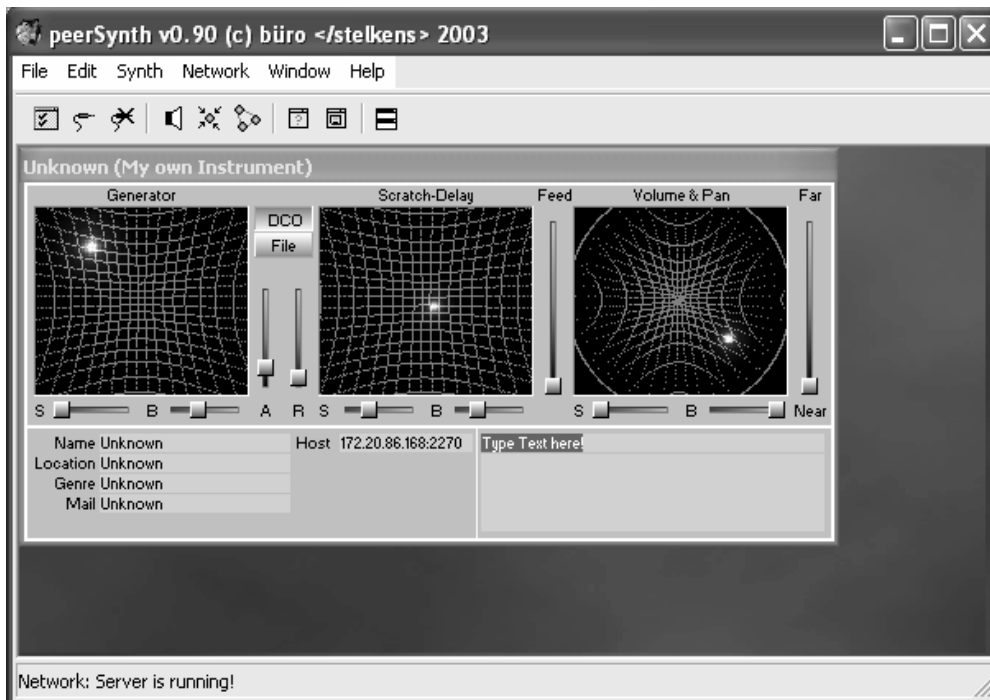 peerSynth v0.90 (c) büro </stelkens> 2003
File Edit Synth Network Window Help
Unknown (My own Instrument)
Generator Scratch-Delay Feed Volume & Pan Far
DCO
File
S B A R S B S B Near
Name Unknown Host 172.20.86.168:2270 Type Text here!
Location Unknown
Genre Unknown
Mail Unknown
Network: Server is running!